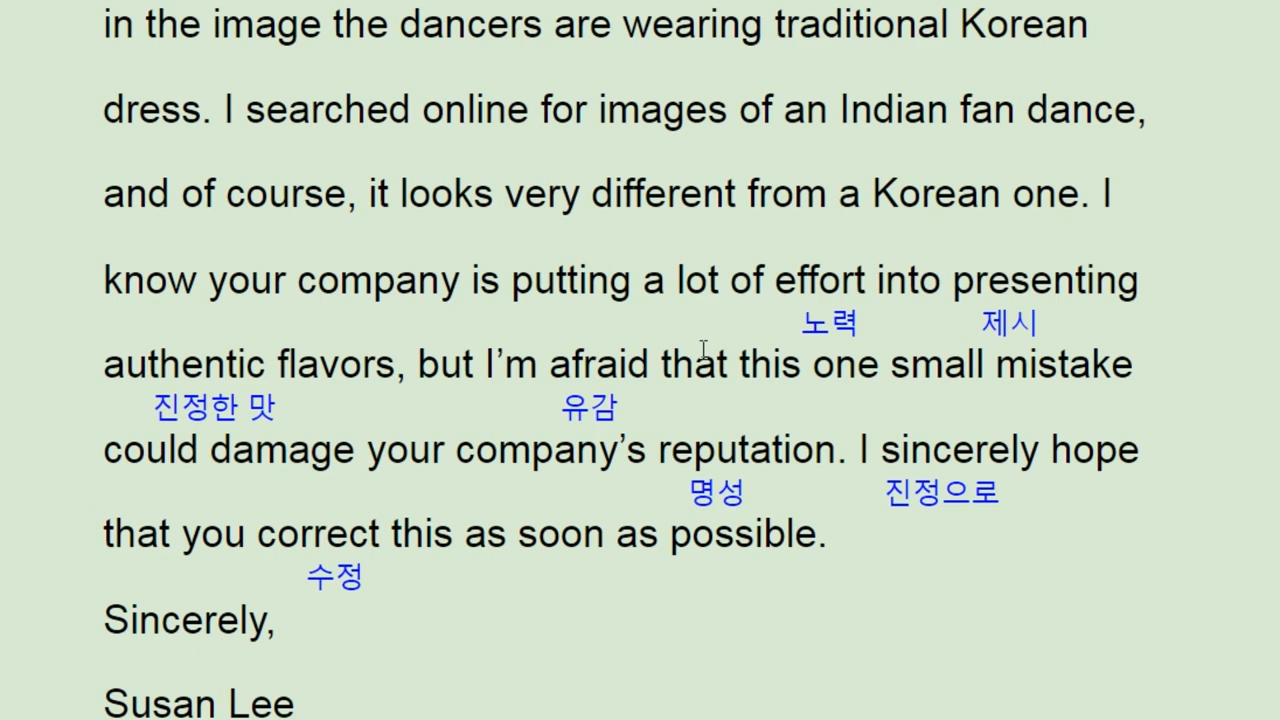 in the image the dancers are wearing traditional Korean
dress. I searched online for images of an Indian fan dance,
and of course, it looks very different from a Korean one. I
know your company is putting a lot of effort into presenting
노력 제시
authentic flavors, but I’m afraid that this one small mistake
진정한 맛 유감
could damage your company’s reputation. I sincerely hope
명성 진정으로
that you correct this as soon as possible.
수정
Sincerely,
Susan Lee